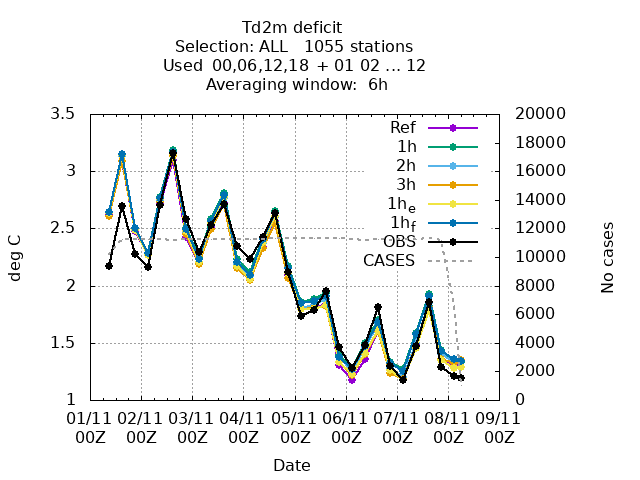 Td2m deficit
Selection: ALL   1055 stations
Used  00,06,12,18 + 01 02 ... 12
Averaging window:  6h
3.5
3
2.5
2
1.5
1
deg C
20000
18000
16000
14000
12000
10000
8000
6000
4000
2000
0
No cases
Ref
1h
2h
3h
1he
1hf
OBS
CASES
01/11 02/11 03/11 04/11 05/11 06/11 07/11 08/11 09/11
00Z 00Z 00Z 00Z 00Z 00Z 00Z 00Z 00Z
Date